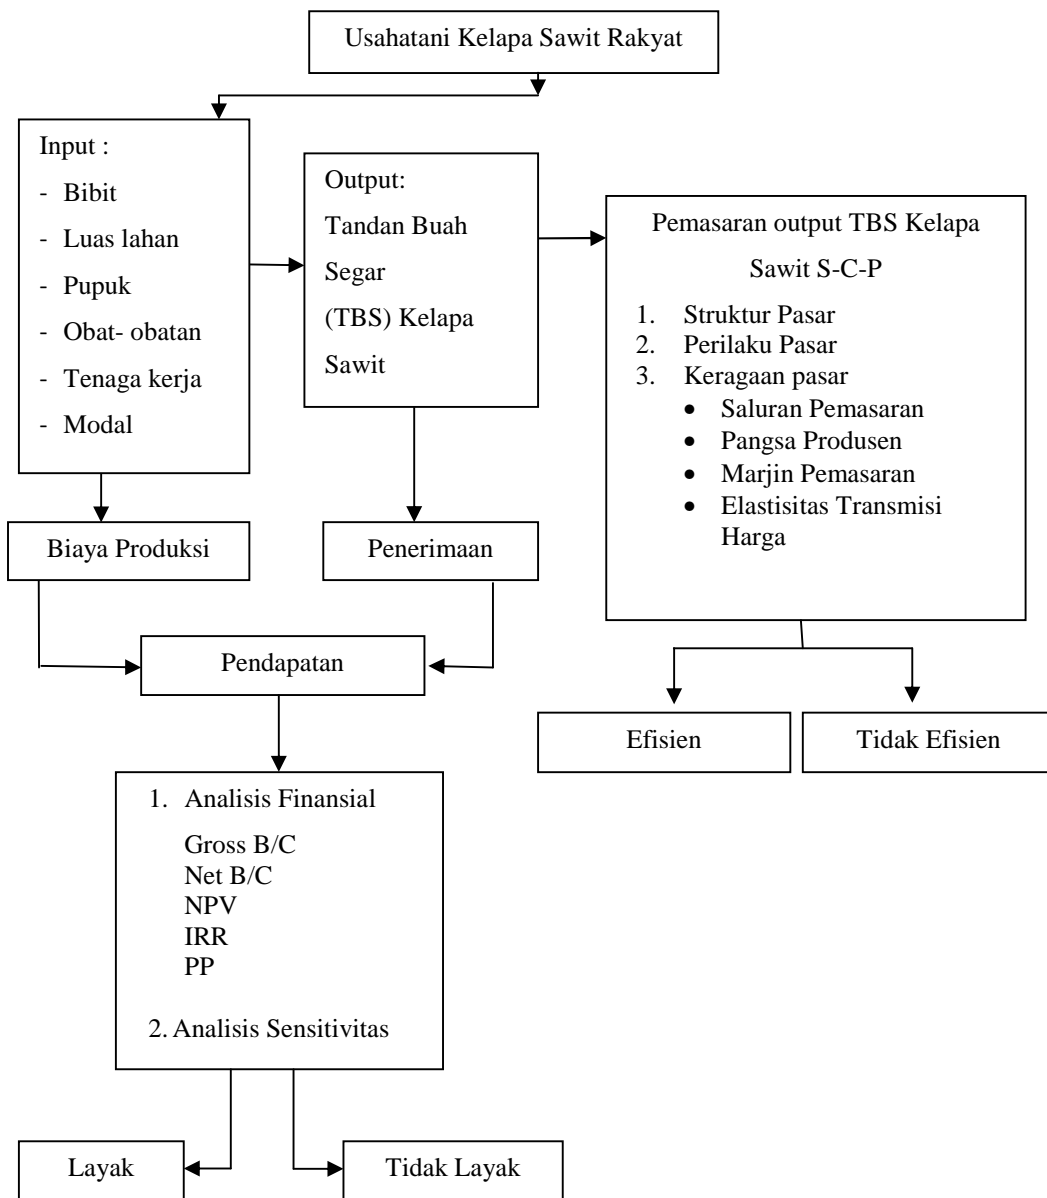 Usahatani Kelapa Sawit Rakyat
Input :
- Bibit
- Luas lahan
- Pupuk
- Obat- obatan
- Tenaga kerja
- Modal
Output:
Tandan Buah
Segar
(TBS) Kelapa
Sawit
Pemasaran output TBS Kelapa
Sawit S-C-P
1. Struktur Pasar
2. Perilaku Pasar
3. Keragaan pasar
• Saluran Pemasaran
• Pangsa Produsen
• Marjin Pemasaran
• Elastisitas Transmisi
Harga
Biaya Produksi
Penerimaan
Pendapatan
Efisien
Tidak Efisien
1. Analisis Finansial
Gross B/C
Net B/C
NPV
IRR
PP
2. Analisis Sensitivitas
Layak
Tidak Layak